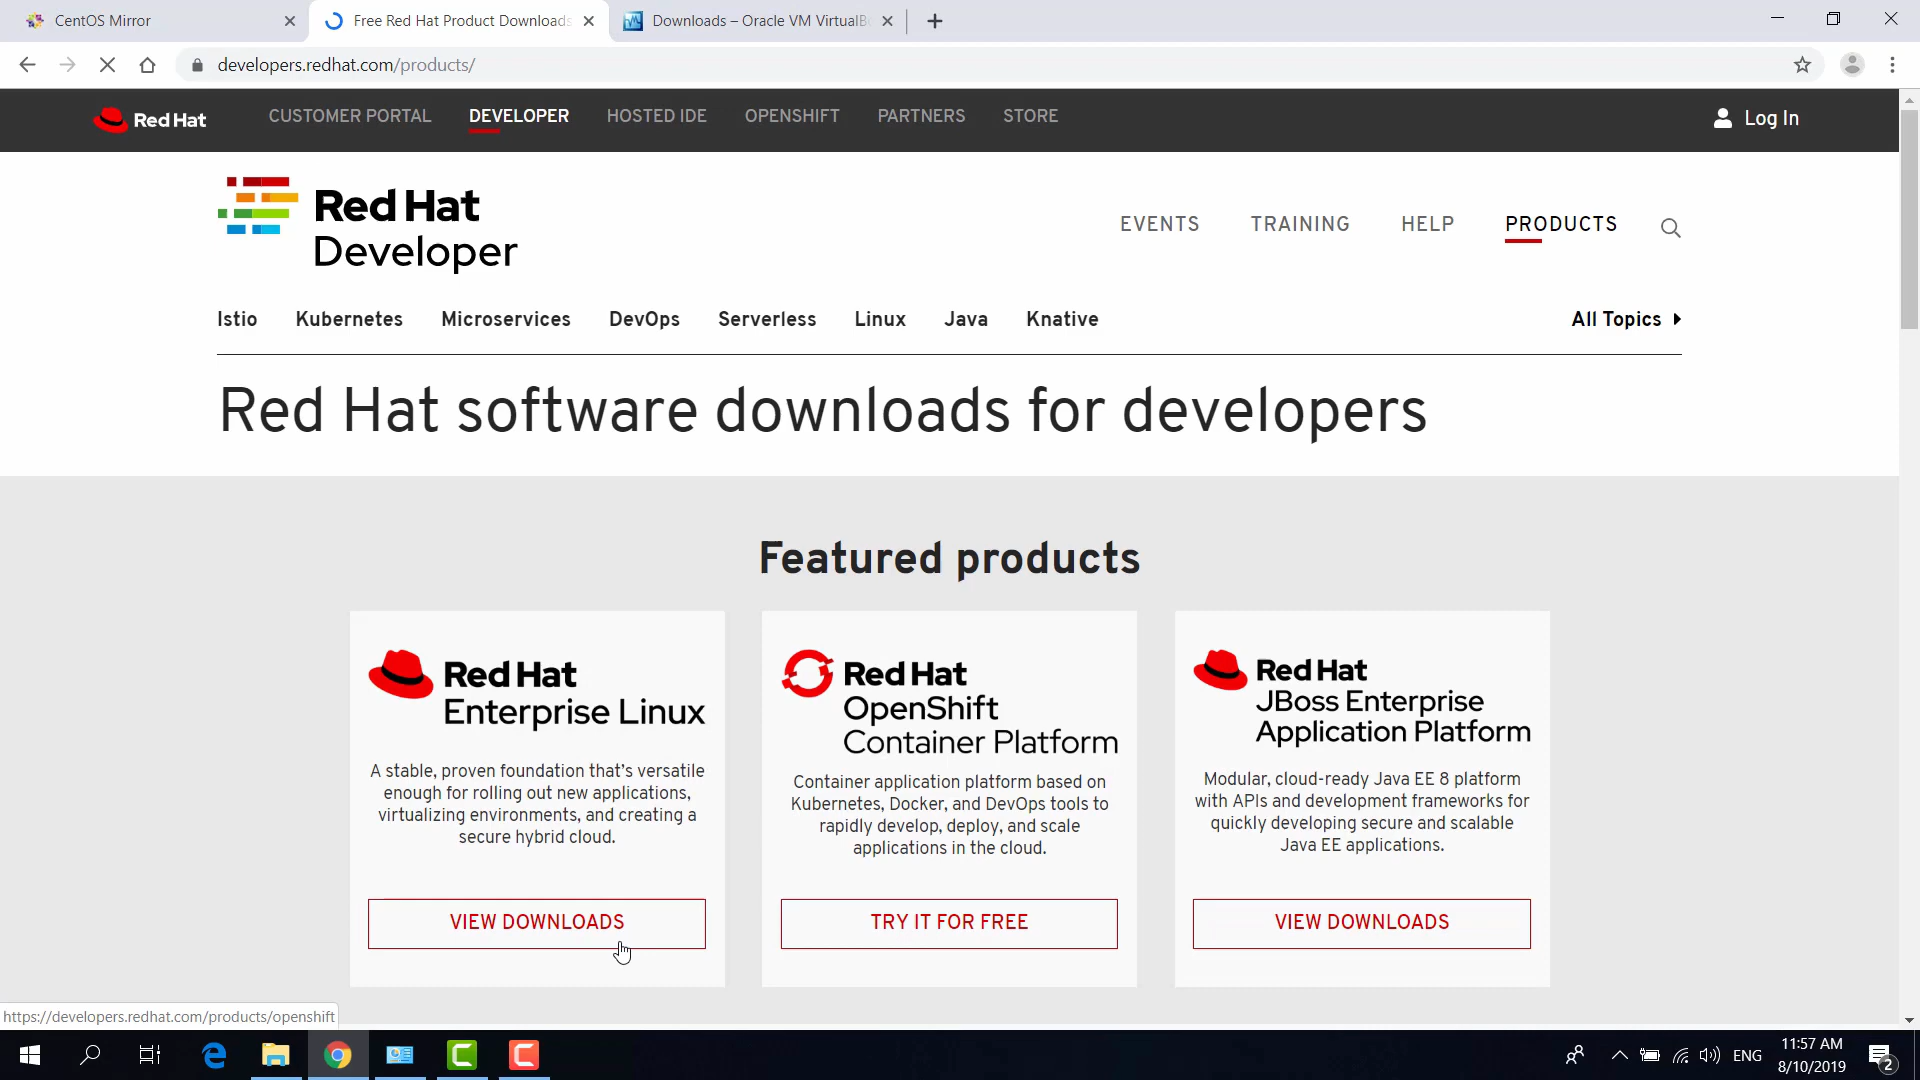 CentOS Mirror
Free Red Hat Product Downloads
Downloads – Oracle VM VirtualB
developers.redhat.com/products/
Red Hat
CUSTOMER PORTAL
DEVELOPER
HOSTED IDE
OPENSHIFT
PARTNERS
STORE
Log In
Red Hat
Developer
EVENTS
TRAINING
HELP
PRODUCTS
Istio
Kubernetes
Microservices
DevOps
Serverless
Linux
Java
Knative
All Topics
Red Hat software downloads for developers
Featured products
Red Hat
Enterprise Linux
A stable, proven foundation that's versatile
enough for rolling out new applications,
virtualizing environments, and creating a
secure hybrid cloud.
VIEW DOWNLOADS
Red Hat
OpenShift
Container Platform
Container application platform based on
Kubernetes, Docker, and DevOps tools to
rapidly develop, deploy, and scale
applications in the cloud.
TRY IT FOR FREE
Red Hat
JBoss Enterprise
Application Platform
Modular, cloud-ready Java EE 8 platform
with APIs and development frameworks for
quickly developing secure and scalable
Java EE applications.
VIEW DOWNLOADS
https://developers.redhat.com/products/openshift
ENG
11:57 AM
8/10/2019
2